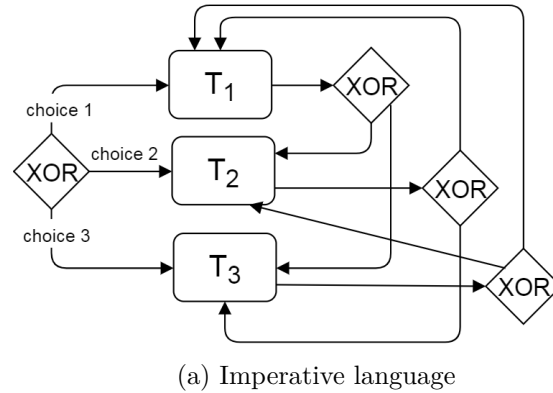 T1
XOR
choice 1
choice 2
XOR
T2
XOR
choice 3
T3
XOR
(a) Imperative language